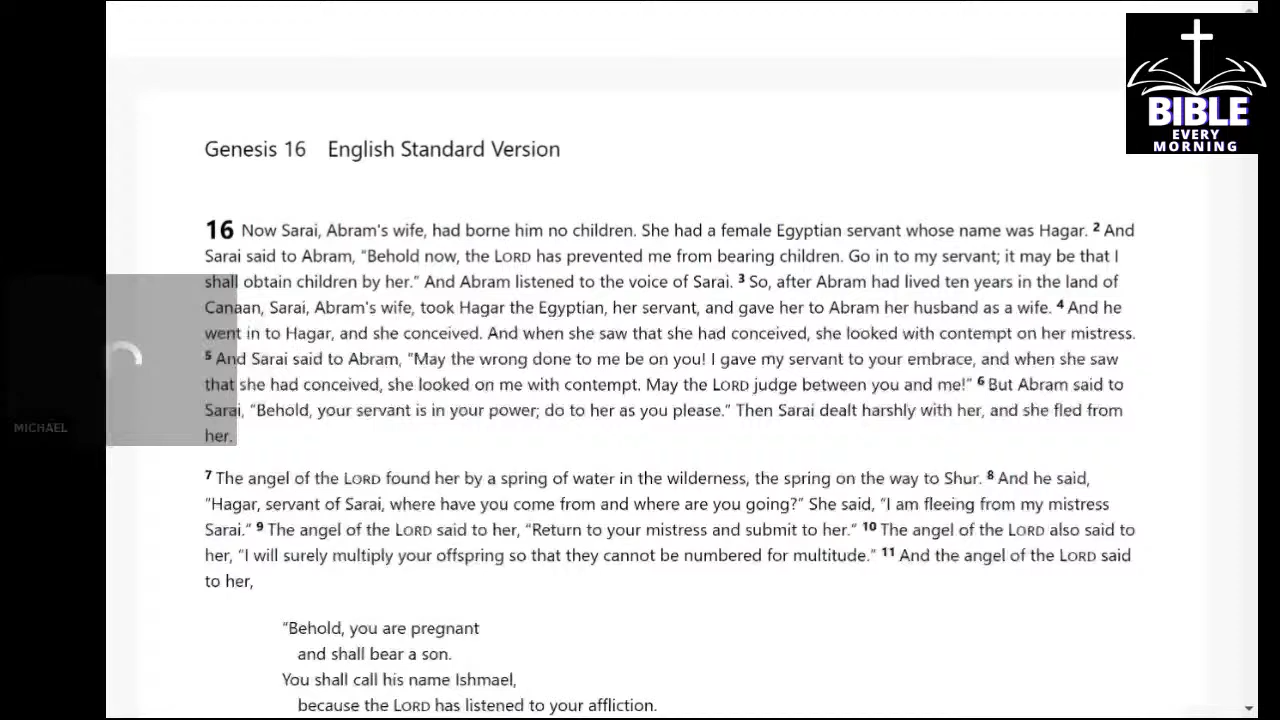 BIBLE
EVERY
MORNING
Genesis 16 English Standard Version
16 Now Sarai, Abram's wife, had borne him no children. She had a female Egyptian servant whose name was Hagar. 2 And
Sarai said to Abram, “Behold now, the LORD has prevented me from bearing children. Go in to my servant; it may be that I
shall obtain children by her.” And Abram listened to the voice of Sarai. 3 So, after Abram had lived ten years in the land of
Canaan, Sarai, Abram's wife, took Hagar the Egyptian, her servant, and gave her to Abram her husband as a wife. 4 And he
went in to Hagar, and she conceived. And when she saw that she had conceived, she looked with contempt on her mistress.
5 And Sarai said to Abram, “May the wrong done to me be on you! I gave my servant to your embrace, and when she saw
that she had conceived, she looked on me with contempt. May the LORD judge between you and me!” 6 But Abram said to
Sarai, “Behold, your servant is in your power; do to her as you please.” Then Sarai dealt harshly with her, and she fled from
her.
MICHAEL
7 The angel of the LORD found her by a spring of water in the wilderness, the spring on the way to Shur. 8 And he said,
“Hagar, servant of Sarai, where have you come from and where are you going?” She said, “I am fleeing from my mistress
Sarai.” 9 The angel of the LORD said to her, “Return to your mistress and submit to her.” 10 The angel of the LORD also said to
her, “I will surely multiply your offspring so that they cannot be numbered for multitude.” 11 And the angel of the LORD said
to her,
“Behold, you are pregnant
and shall bear a son.
You shall call his name Ishmael,
because the LORD has listened to your affliction.